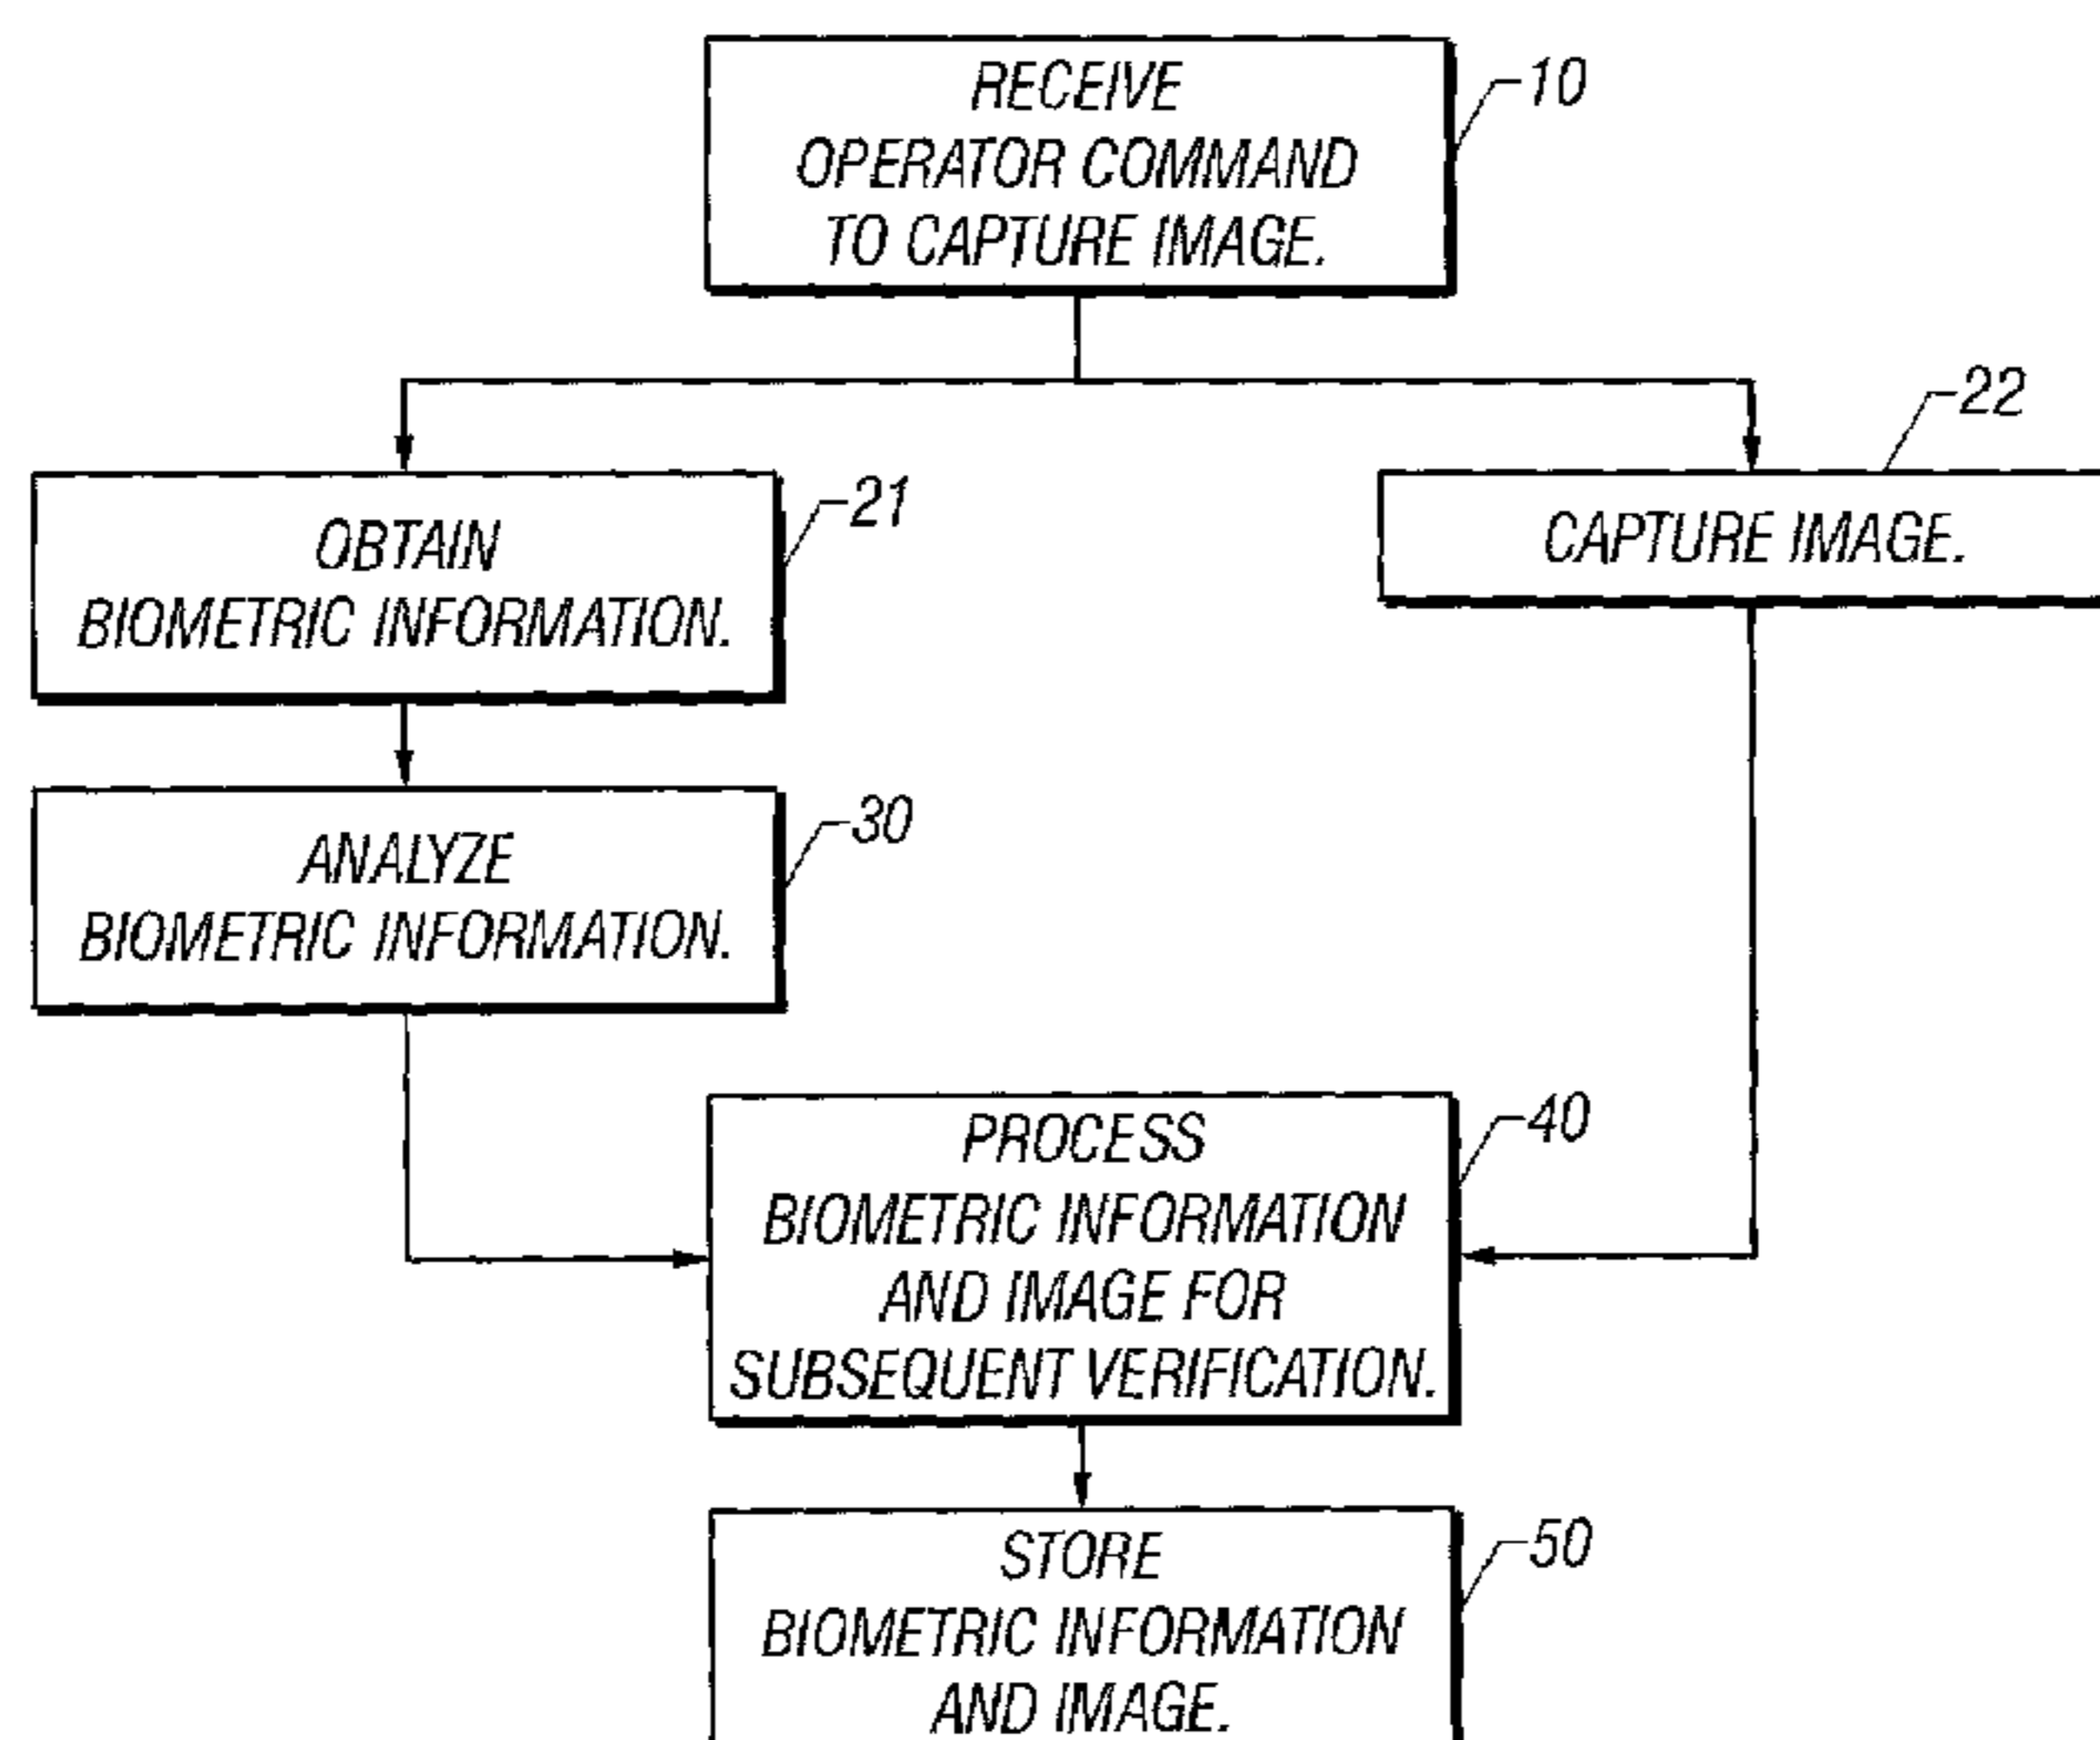 RECEIVE
OPERATOR COMMAND
TO CAPTURE IMAGE.
10
22
CAPTURE IMAGE.
21
OBTAIN
BIOMETRIC INFORMATION.
30
ANALYZE
BIOMETRIC INFORMATION.
40
PROCESS
BIOMETRIC INFORMATION
AND IMAGE FOR
SUBSEQUENT VERIFICATION.
50
STORE
BIOMETRIC INFORMATION
AND IMAGE.